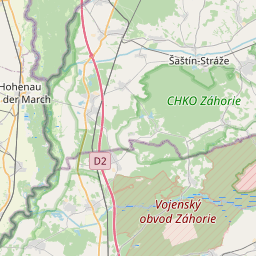 Šaštín-Stráže
Hohenau
der March
CHKO Záhorie
D2
Vojenský
obvod Záhorie